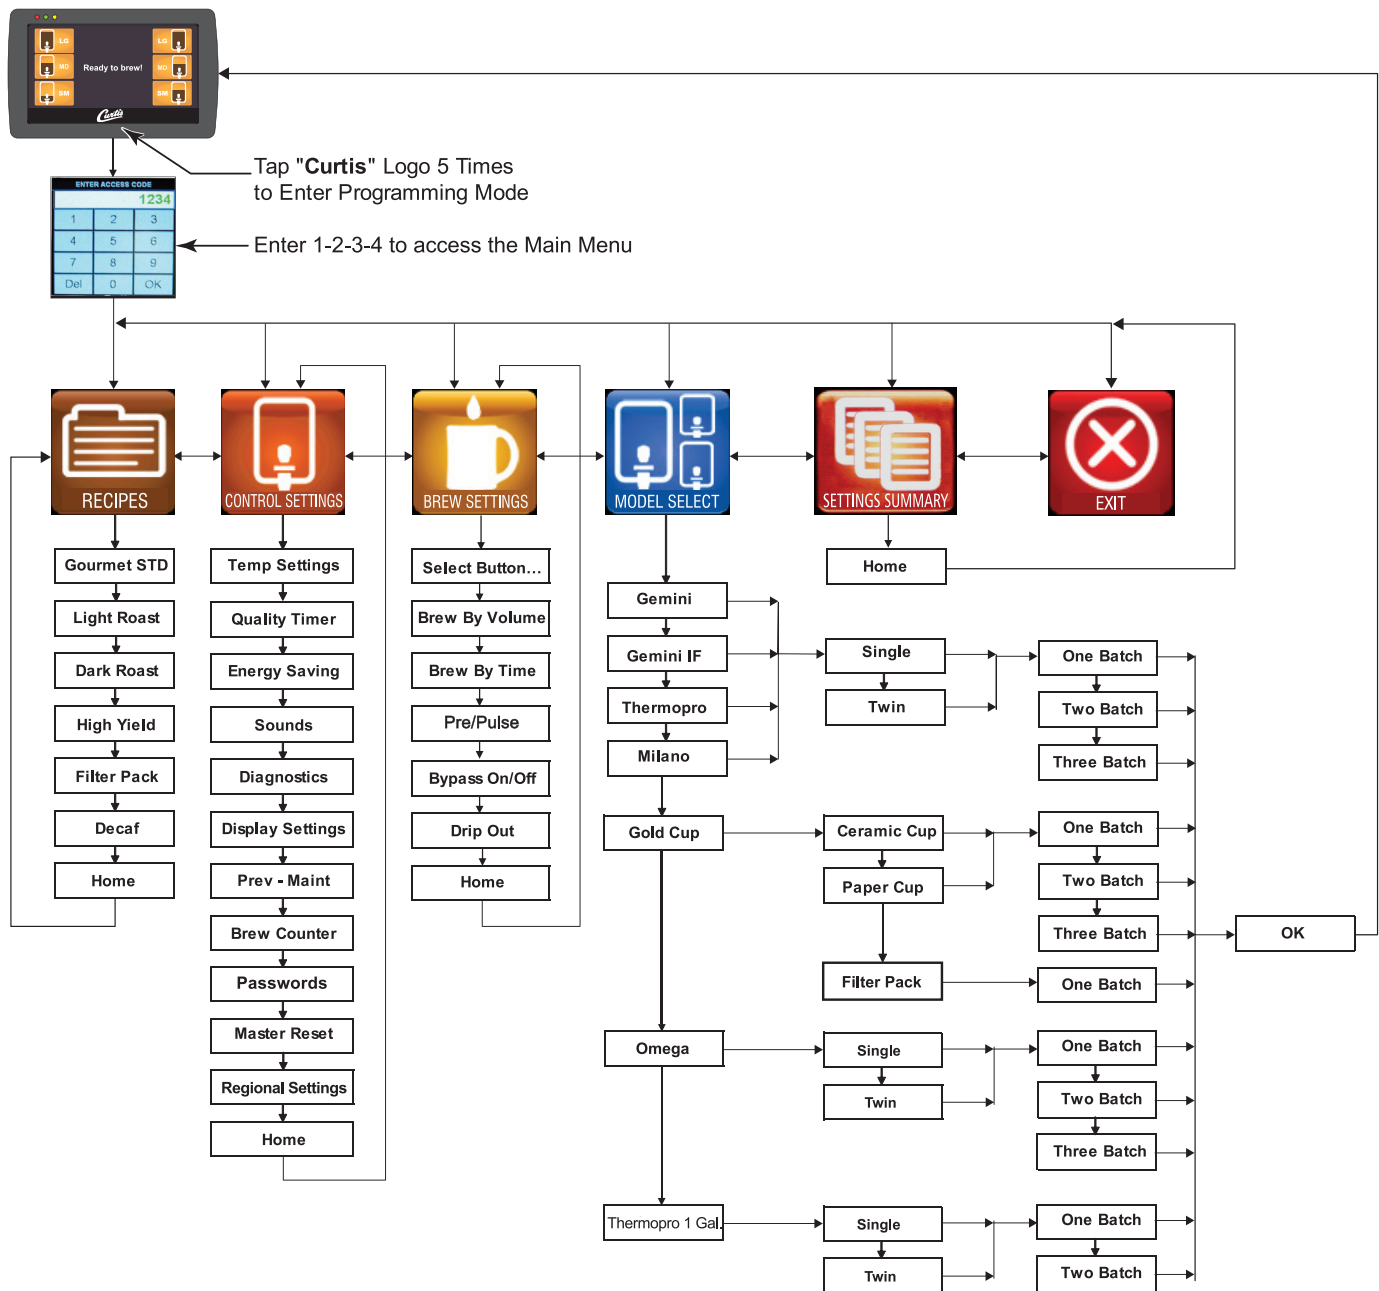 LG
LG
MD
Ready to brew!
MD
SM
SM
Curtis
Tap "Curtis" Logo 5 Times
to Enter Programming Mode
ENTER ACCESS CODE
1234
1 2 3
4 5 6
7 8 9
Del 0 OK
Enter 1-2-3-4 to access the Main Menu
RECIPES
CONTROL SETTINGS
BREW SETTINGS
MODEL SELECT
SETTINGS SUMMARY
EXIT
Gourmet STD
Light Roast
Dark Roast
High Yield
Filter Pack
Decaf
Home
Temp Settings
Quality Timer
Energy Saving
Sounds
Diagnostics
Display Settings
Prev - Maint
Brew Counter
Passwords
Master Reset
Regional Settings
Home
Select Button...
Brew By Volume
Brew By Time
Pre/Pulse
Bypass On/Off
Drip Out
Home
Gemini
Gemini IF
Thermopro
Milano
Gold Cup
Omega
Thermopro 1 Gal.
Home
Single
Twin
Ceramic Cup
Paper Cup
Filter Pack
Single
Twin
Single
Twin
One Batch
Two Batch
Three Batch
One Batch
Two Batch
Three Batch
One Batch
One Batch
Two Batch
Three Batch
One Batch
Two Batch
OK